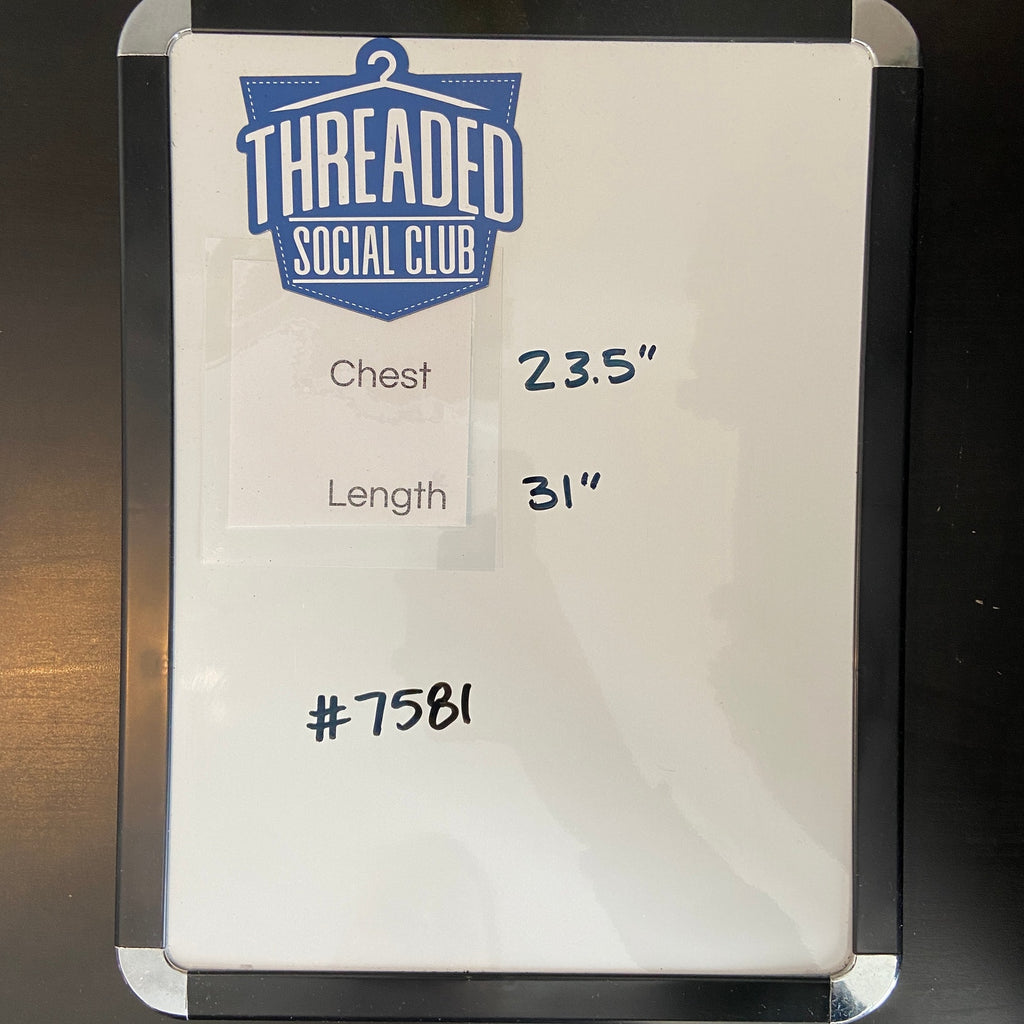 THREADED
SOCIAL CLUB
Chest 23.5"
Length 31"
#7581